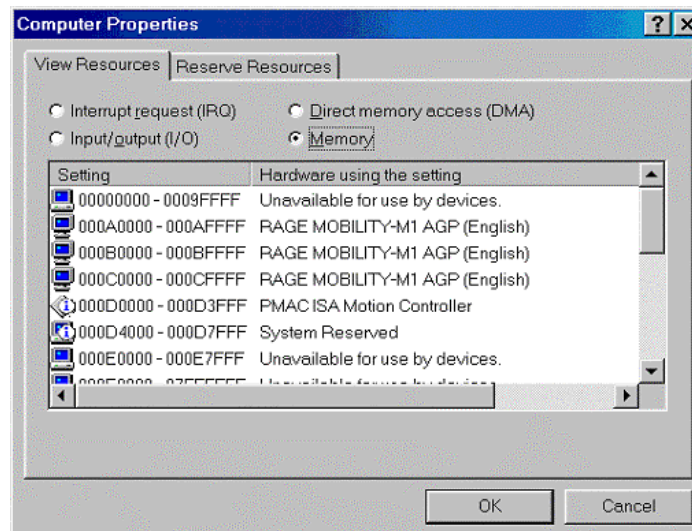 Computer Properties
View Resources Reserve Resources
Interrupt request (IRQ) Direct memory access (DMA)
Input/output (I/O) Memory
Setting Hardware using the setting
00000000 - 0009FFFF Unavailable for use by devices.
000A0000 - 000AFFFF RAGE MOBILITY-M1 AGP (English)
000B0000 - 000BFFFF RAGE MOBILITY-M1 AGP (English)
000C0000 - 000CFFFF RAGE MOBILITY-M1 AGP (English)
000D0000 - 000D3FFF PMAC ISA Motion Controller
000D4000 - 000D7FFF System Reserved
000E0000 - 000E7FFF Unavailable for use by devices.
OK Cancel